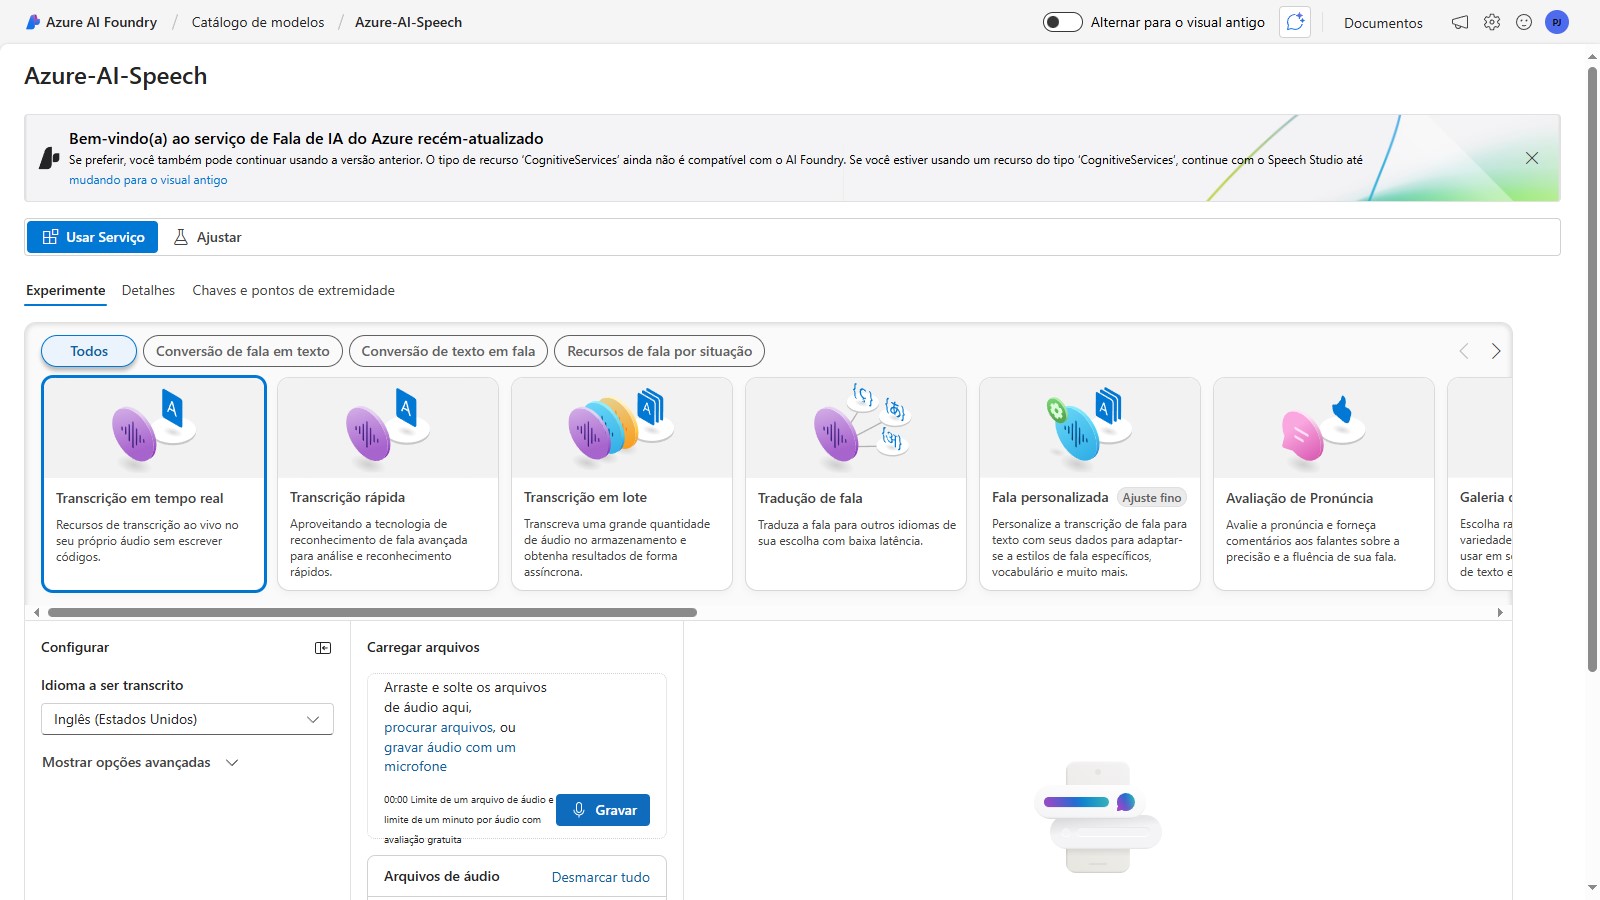 Azure AI Foundry / Catálogo de modelos / Azure-AI-Speech
Alternar para o visual antigo
Documentos
PJ
Azure-AI-Speech
Bem-vindo(a) ao serviço de Fala de IA do Azure recém-atualizado
Se preferir, você também pode continuar usando a versão anterior. O tipo de recurso ‘CognitiveServices’ ainda não é compatível com o AI Foundry. Se você estiver usando um recurso do tipo ‘CognitiveServices’, continue com o Speech Studio até
mudando para o visual antigo
Usar Serviço
Ajustar
Experimente
Detalhes
Chaves e pontos de extremidade
Todos
Conversão de fala em texto
Conversão de texto em fala
Recursos de fala por situação
A
Transcrição em tempo real
Recursos de transcrição ao vivo no
seu próprio áudio sem escrever
códigos.
A
Transcrição rápida
Aproveitando a tecnologia de
reconhecimento de fala avançada
para análise e reconhecimento
rápidos.
A
Transcrição em lote
Transcreva uma grande quantidade
de áudio no armazenamento e
obtenha resultados de forma
assíncrona.
{ç}
{あ}
{अ}
Tradução de fala
Traduza a fala para outros idiomas de
sua escolha com baixa latência.
A
Fala personalizada
Ajuste fino
Personalize a transcrição de fala para
texto com seus dados para adaptar-
se a estilos de fala específicos,
vocabulário e muito mais.
Avaliação de Pronúncia
Avalie a pronúncia e forneça
comentários aos falantes sobre a
precisão e a fluência de sua fala.
Galeria
Escolha
variedade
usar em
de texto
Configurar
Idioma a ser transcrito
Inglês (Estados Unidos)
Mostrar opções avançadas
Carregar arquivos
Arraste e solte os arquivos
de áudio aqui,
procurar arquivos, ou
gravar áudio com um
microfone
00:00 Limite de um arquivo de áudio e
limite de um minuto por áudio com
avaliação gratuita
Gravar
Arquivos de áudio
Desmarcar tudo